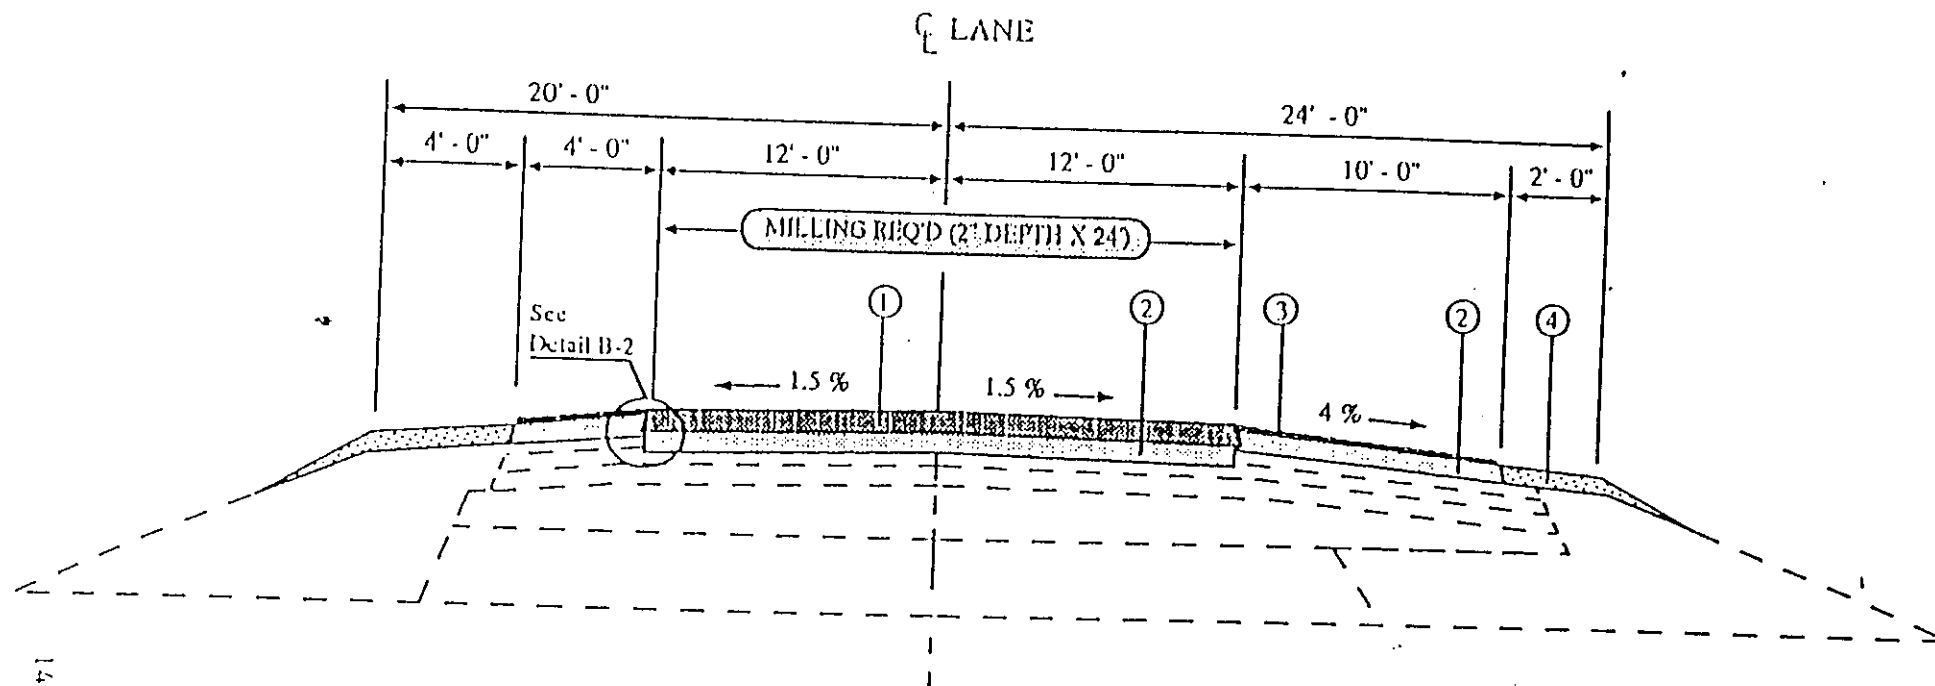 ℄ LANE
20' - 0"
24' - 0"
4' - 0"
4' - 0"
12' - 0"
12' - 0"
10' - 0"
2' - 0"
MILLING REQ'D (2" DEPTH X 24')
See
Detail B-2
1
2
3
2
4
1.5 %
1.5 %
4 %
14